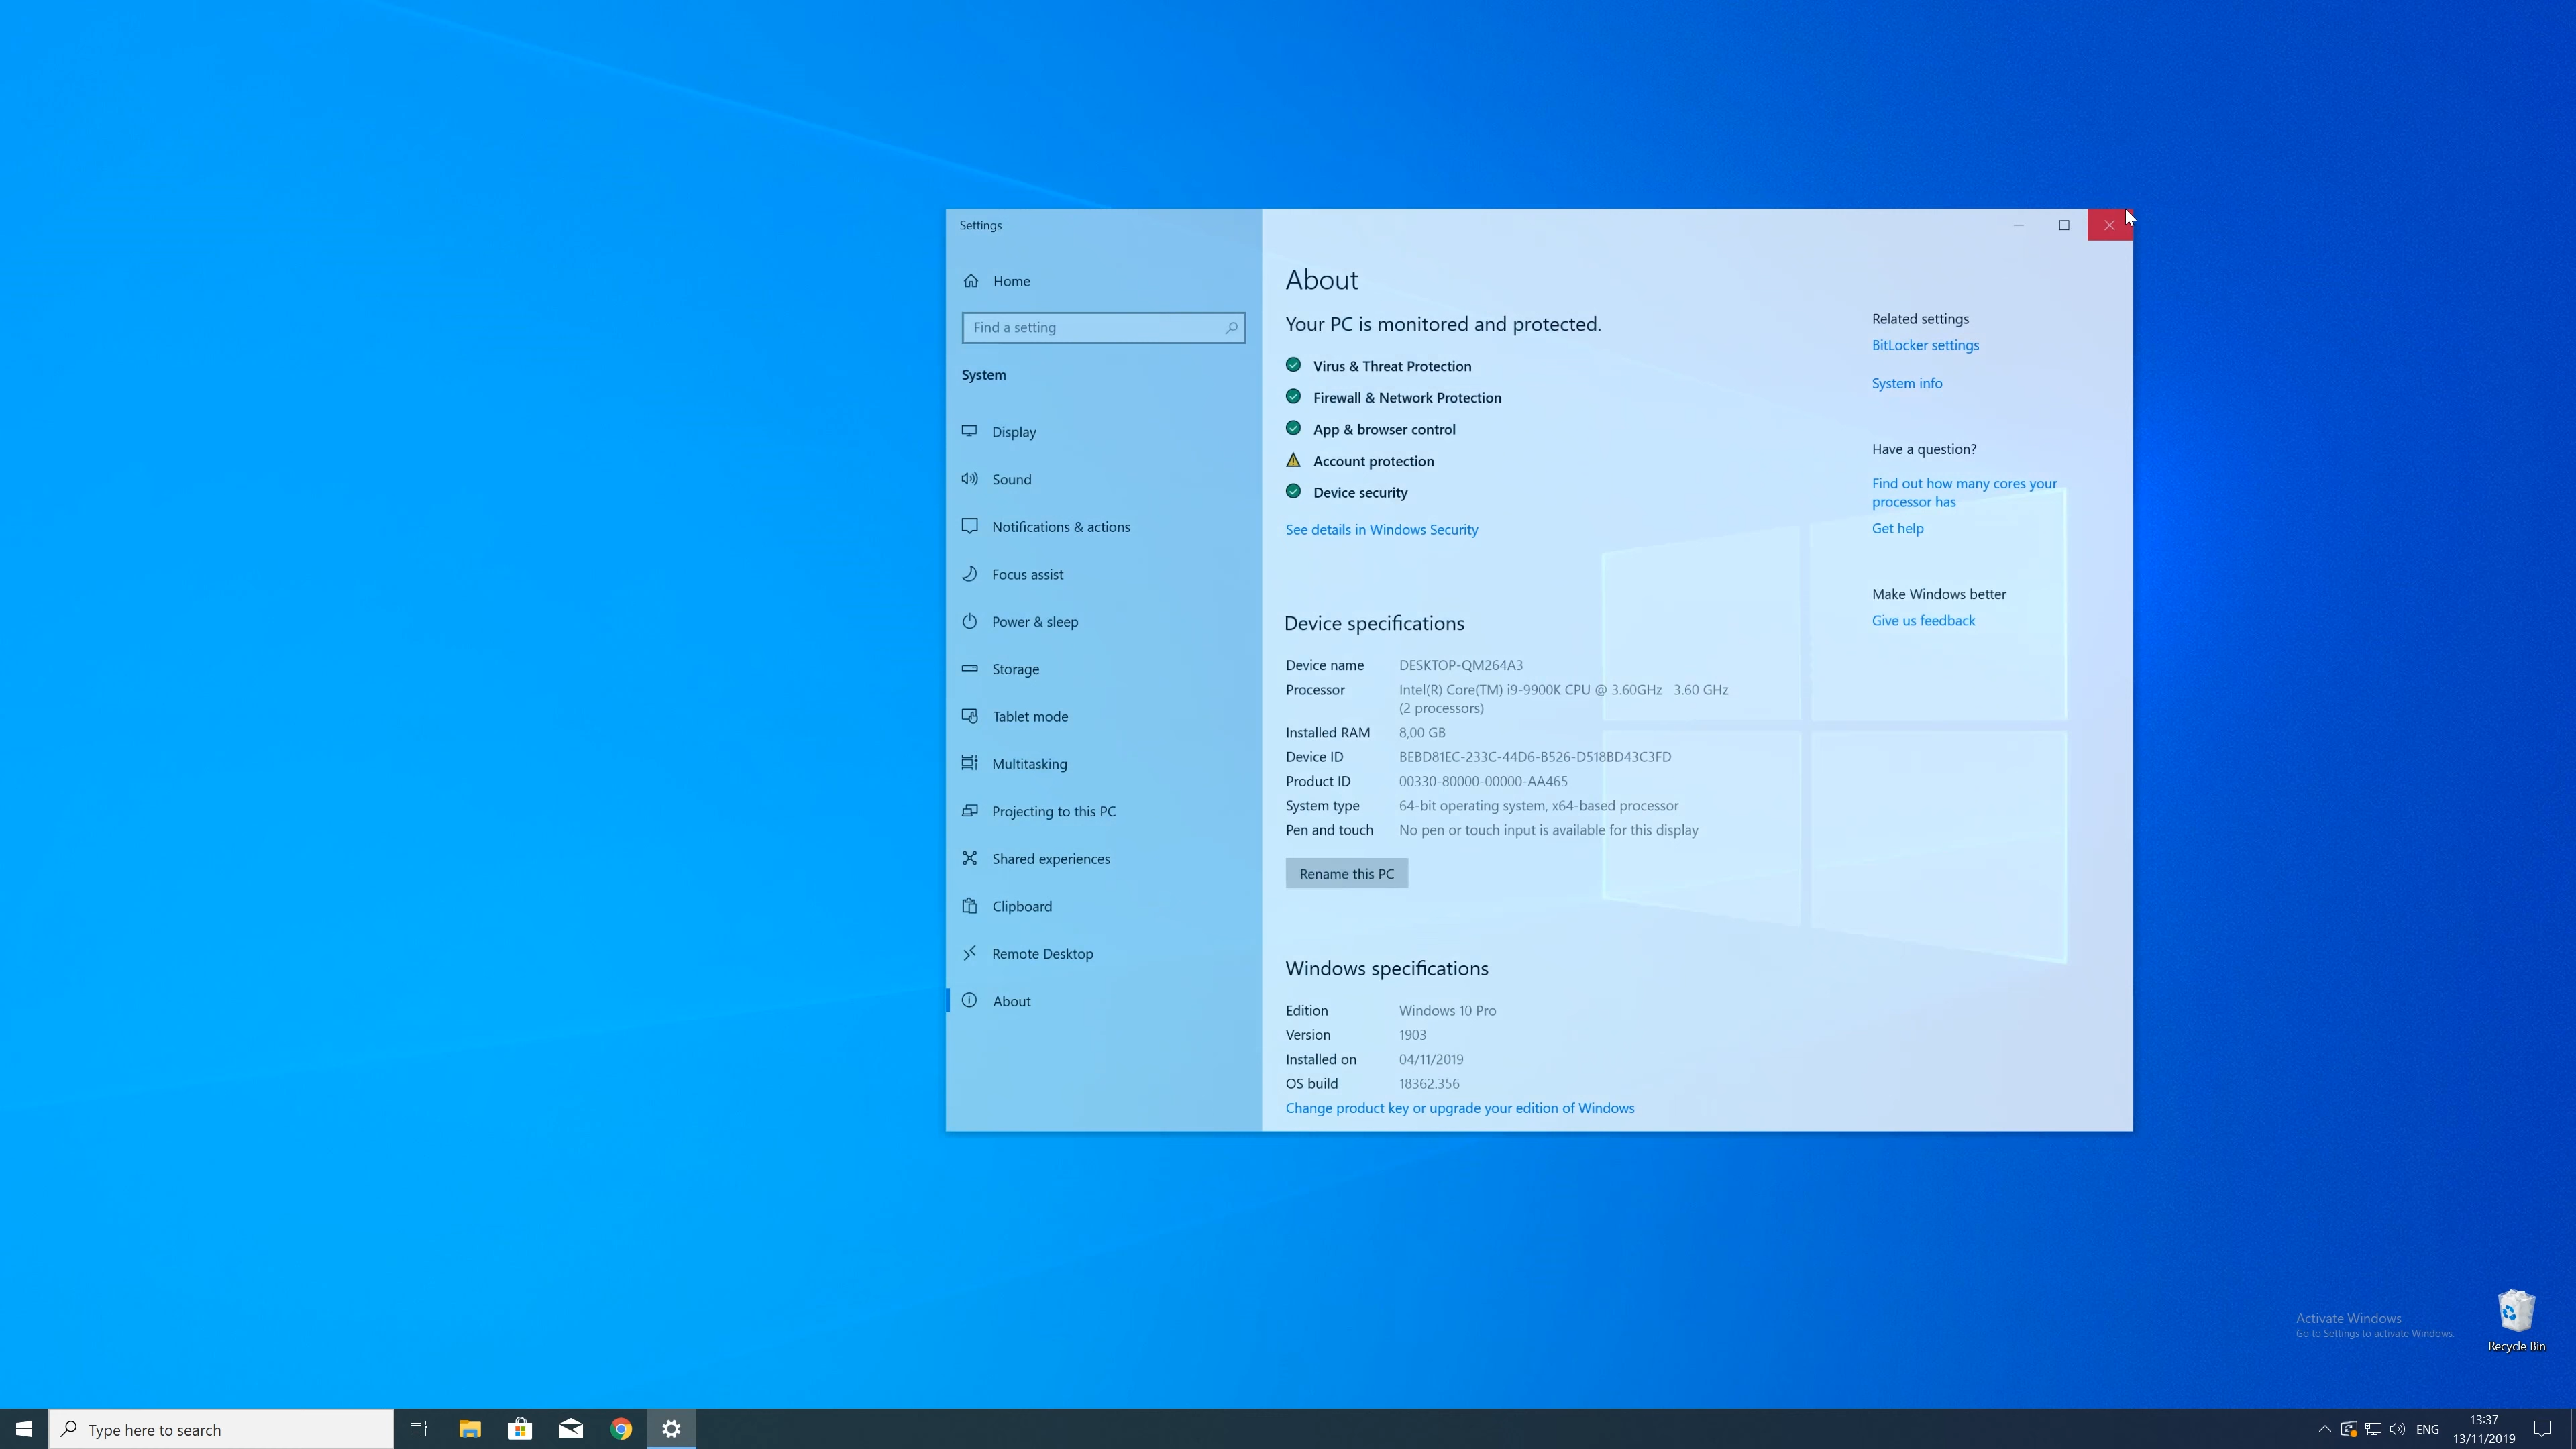 Settings
Home
Find a setting
System
Display
Sound
Notifications & actions
Focus assist
Power & sleep
Storage
Tablet mode
Multitasking
Projecting to this PC
Shared experiences
Clipboard
Remote Desktop
About
About
Your PC is monitored and protected.
Virus & Threat Protection
Firewall & Network Protection
App & browser control
Account protection
Device security
See details in Windows Security
Device specifications
Device name DESKTOP-QM264A3
Processor Intel(R) Core(TM) i9-9900K CPU @ 3.60GHz 3.60 GHz
(2 processors)
Installed RAM 8,00 GB
Device ID BEBD81EC-233C-44D6-B526-D518BD43C3FD
Product ID 00330-80000-00000-AA465
System type 64-bit operating system, x64-based processor
Pen and touch No pen or touch input is available for this display
Rename this PC
Windows specifications
Edition Windows 10 Pro
Version 1903
Installed on 04/11/2019
OS build 18362.356
Change product key or upgrade your edition of Windows
Related settings
BitLocker settings
System info
Have a question?
Find out how many cores your
processor has
Get help
Make Windows better
Give us feedback
Activate Windows
Go to Settings to activate Windows.
Recycle Bin
Type here to search
ENG
13:37
13/11/2019